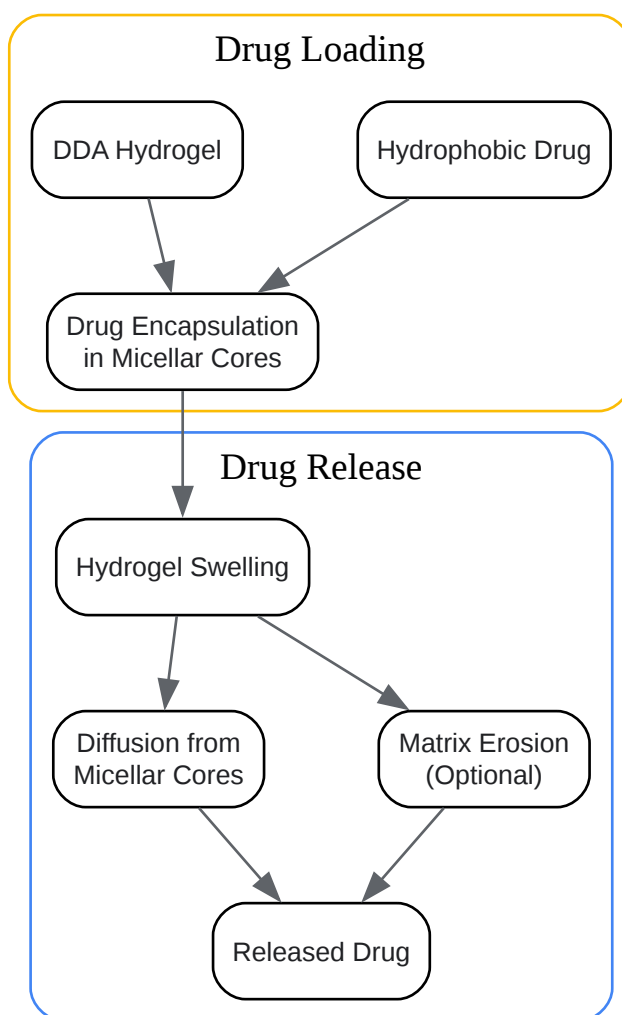 Drug Loading
DDA Hydrogel
Hydrophobic Drug
Drug Encapsulation
in Micellar Cores
Drug Release
Hydrogel Swelling
Diffusion from
Micellar Cores
Matrix Erosion
(Optional)
Released Drug